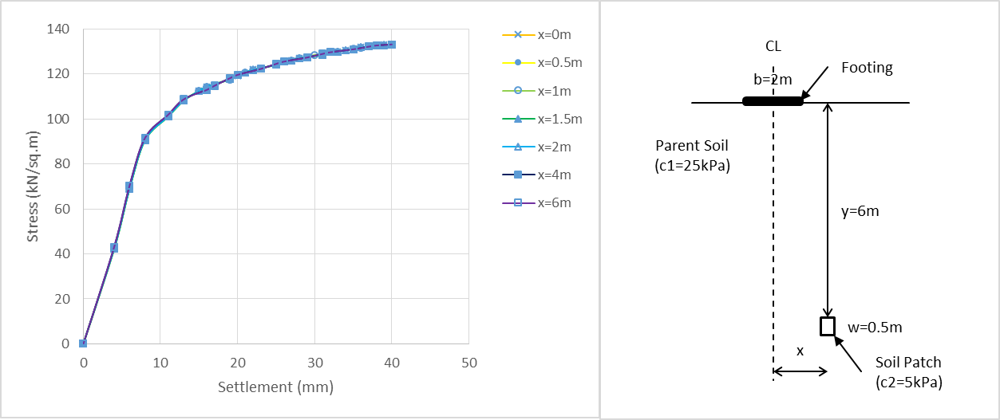 140
120
100
80
60
40
20
0
Stress (kN/sq.m)
0 10 20 30 40 50
Settlement (mm)
x=0m
x=0.5m
x=1m
x=1.5m
x=2m
x=4m
x=6m
CL
b=2m
Footing
Parent Soil
(c1=25kPa)
y=6m
w=0.5m
x
Soil Patch
(c2=5kPa)